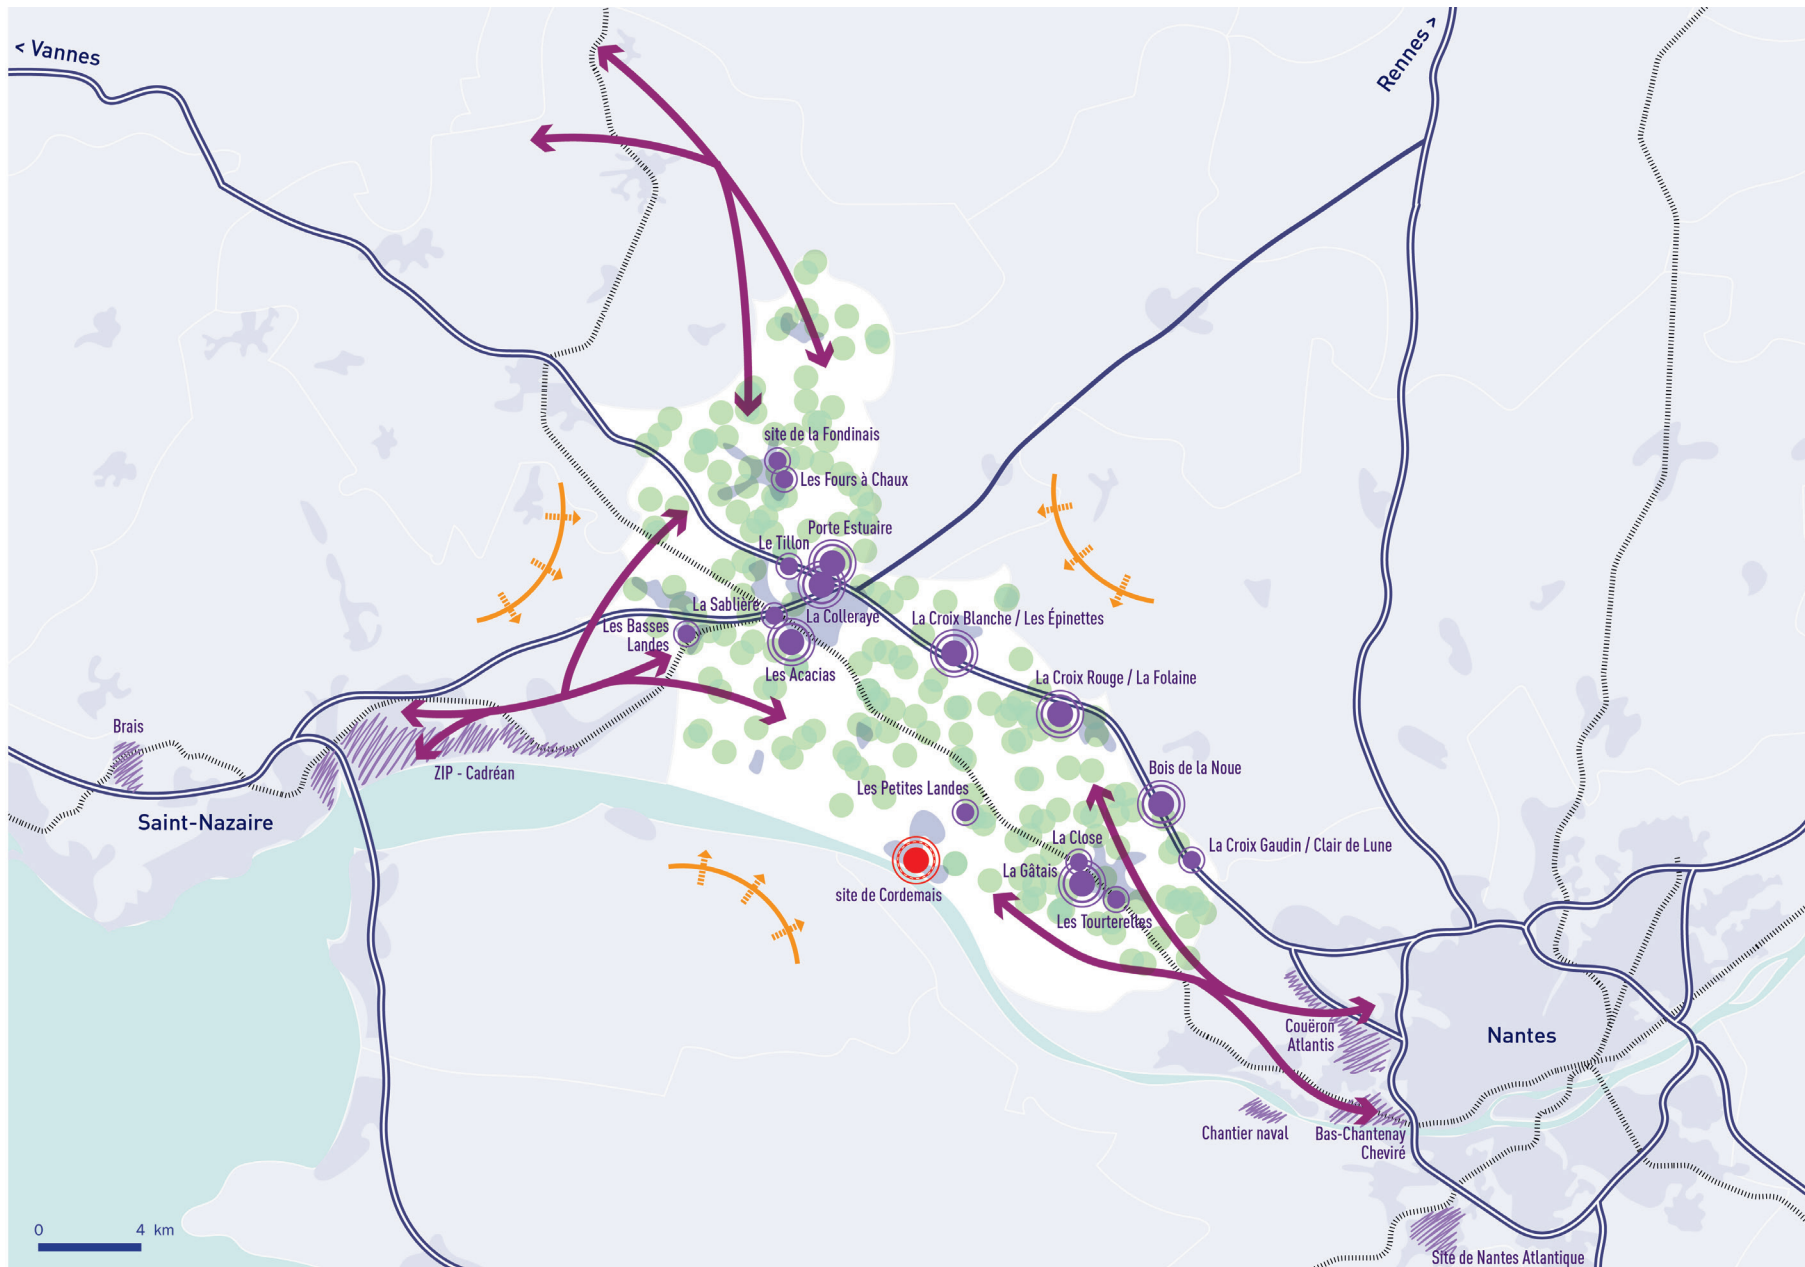 < Vannes
Rennes >
site de la Fondinais
Les Fours à Chaux
Porte Estuaire
Le Tillon
La Sablière
La Colleraye
La Croix Blanche / Les Épinettes
Les Basses
Landes
Les Acacias
La Croix Rouge / La Folaine
Brais
ZIP - Cadréan
Bois de la Noue
Les Petites Landes
Saint-Nazaire
La Close
La Croix Gaudin / Clair de Lune
La Gâtais
site de Cordemais
Les Tourterelles
Couëron
Atlantis
Nantes
Chantier naval
Bas-Chantenay
Cheviré
0 4 km
Site de Nantes Atlantique